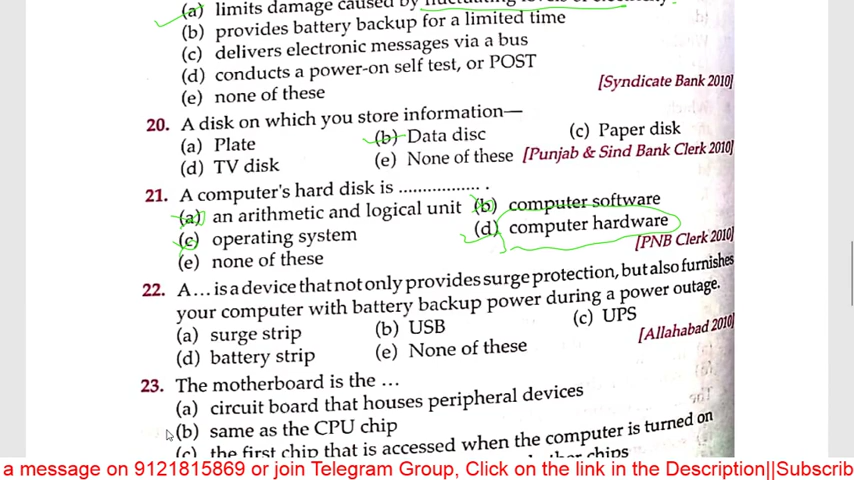 (a) limits damage caused by fluctuating levels of electricity.
(b) provides battery backup for a limited time
(c) delivers electronic messages via a bus
(d) conducts a power-on self test, or POST
(e) none of these
[Syndicate Bank 2010]
20. A disk on which you store information—
(a) Plate (b) Data disc (c) Paper disk
(d) TV disk (e) None of these [Punjab & Sind Bank Clerk 2010]
21. A computer's hard disk is ................. .
(a) an arithmetic and logical unit (b) computer software
(c) operating system (d) computer hardware
(e) none of these [PNB Clerk 2010]
22. A... is a device that not only provides surge protection, but also furnishes
your computer with battery backup power during a power outage.
(a) surge strip (b) USB (c) UPS
(d) battery strip (e) None of these [Allahabad 2010]
23. The motherboard is the ...
(a) circuit board that houses peripheral devices
(b) same as the CPU chip
(c) the first chip that is accessed when the computer is turned on
chips
a message on 9121815869 or join Telegram Group, Click on the link in the Description||Subscrib